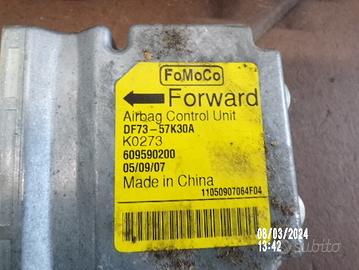 FoMoCo
Forward
Airbag Control Unit
DF73-57K30A
K0273
609590200
05/09/07
Made in China
11050907064F04
08/03/2024
13:42
subito